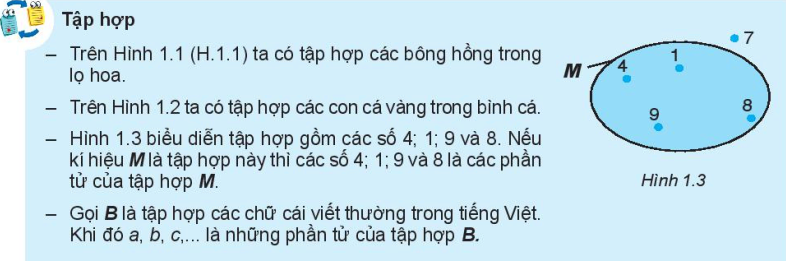 Tập hợp
– Trên Hình 1.1 (H.1.1) ta có tập hợp các bông hồng trong
lọ hoa.
– Trên Hình 1.2 ta có tập hợp các con cá vàng trong bình cá.
– Hình 1.3 biểu diễn tập hợp gồm các số 4; 1; 9 và 8. Nếu
kí hiệu M là tập hợp này thì các số 4; 1; 9 và 8 là các phần
tử của tập hợp M.
– Gọi B là tập hợp các chữ cái viết thường trong tiếng Việt.
Khi đó a, b, c,... là những phần tử của tập hợp B.
7
1
M
4
9
8
Hình 1.3